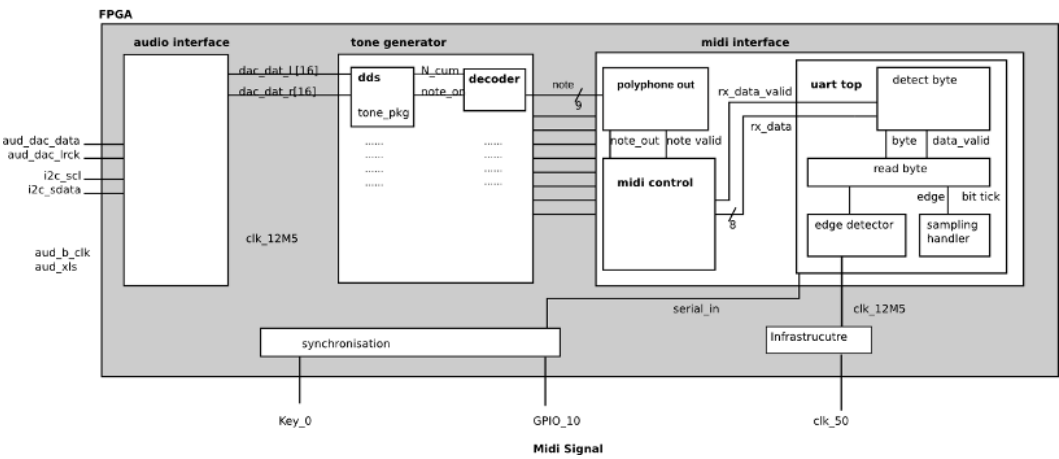 FPGA
audio interface
tone generator
midi interface
dac_dat_l [16]
dac_dat_r[16]
dds
tone_pkg
N_cum
note_on
decoder
note
9
polyphone out
rx_data_valid
rx_data
uart top
detect byte
note_out
note valid
byte
data_valid
midi control
8
read byte
edge
bit tick
edge detector
sampling
handler
......
......
......
......
......
......
aud_dac_data
aud_dac_lrck
i2c_scl
i2c_sdata
aud_b_clk
aud_xls
clk_12M5
serial_in
clk_12M5
synchronisation
Infrastrucutre
Key_0
GPIO_10
clk_50
Midi Signal